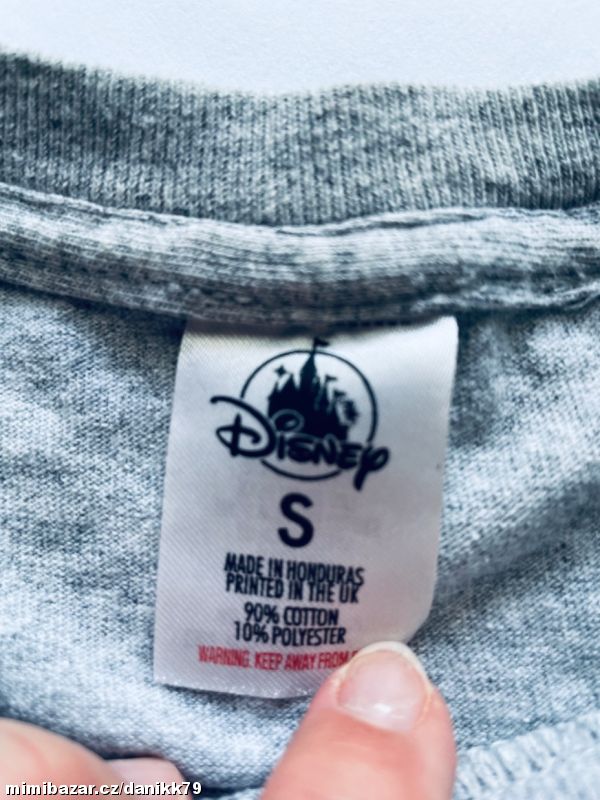 Disney
S
MADE IN HONDURAS
PRINTED IN THE UK
90% COTTON
10% POLYESTER
WARNING. KEEP AWAY FROM
mimibazar.cz/danikk79